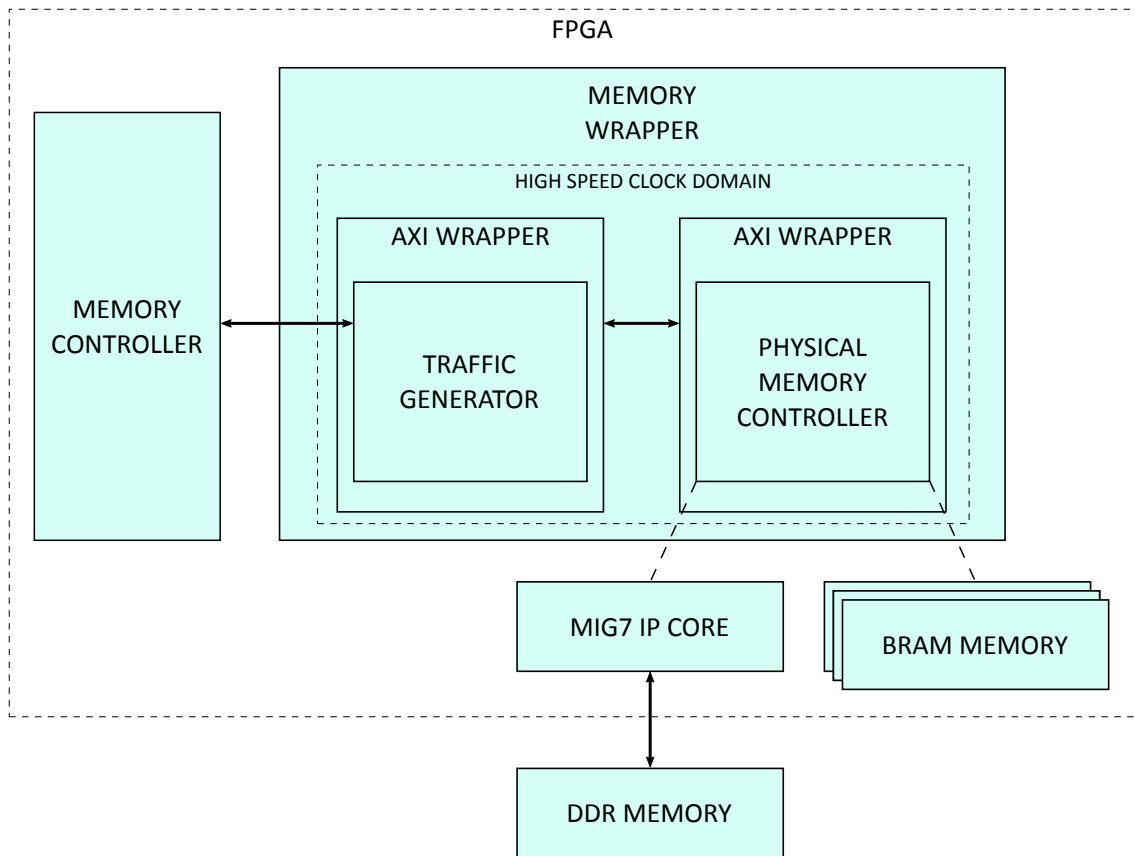 FPGA
MEMORY
WRAPPER
HIGH SPEED CLOCK DOMAIN
MEMORY
CONTROLLER
AXI WRAPPER
TRAFFIC
GENERATOR
AXI WRAPPER
PHYSICAL
MEMORY
CONTROLLER
MIG7 IP CORE
BRAM MEMORY
DDR MEMORY